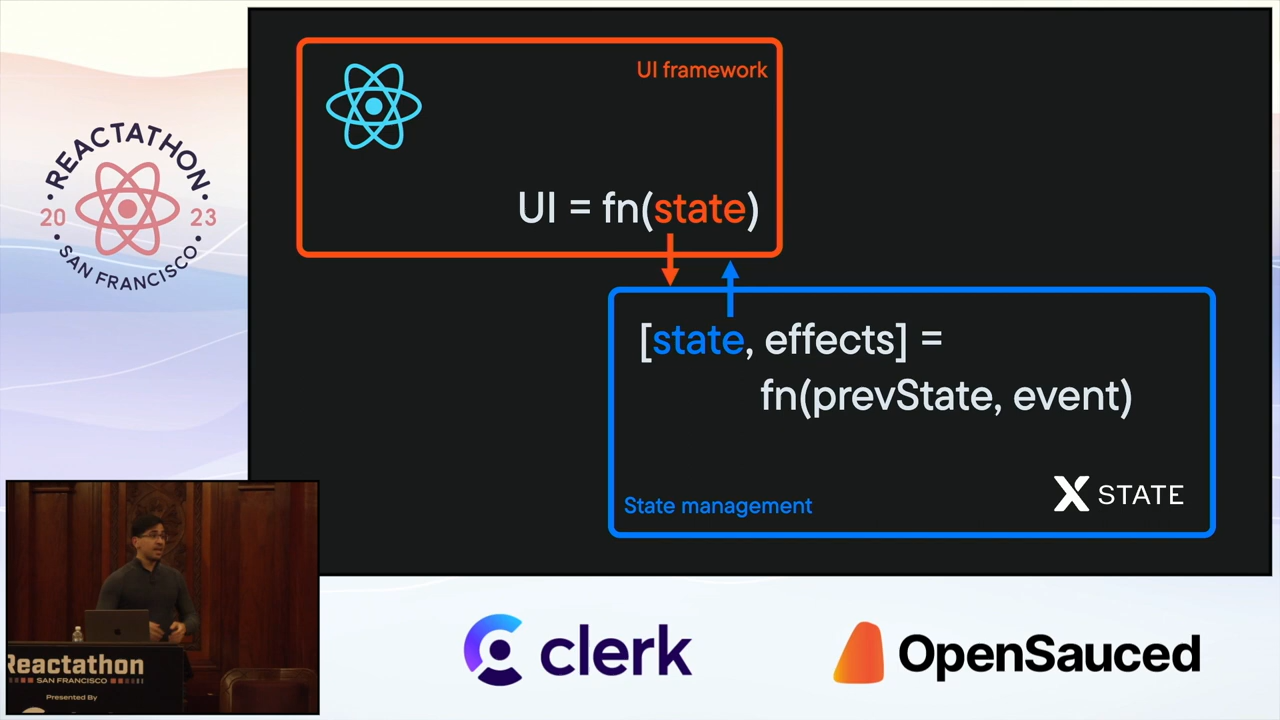 REACTATHON
20 23
SAN FRANCISCO
UI framework
UI = fn(state)
[state, effects] =
fn(prevState, event)
State management
X STATE
Reactathon
SAN FRANCISCO
Presented By
clerk
OpenSauced